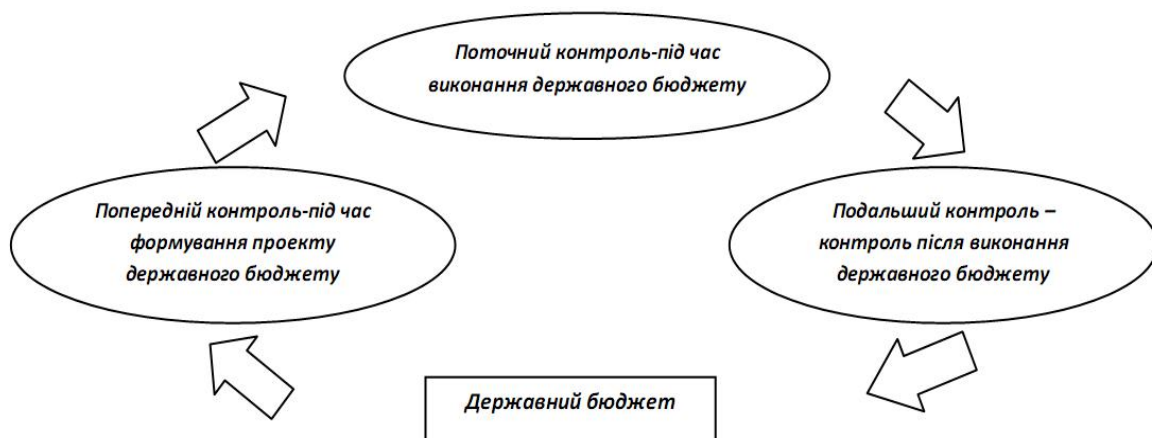 Поточний контроль-під час
виконання державного бюджету
Попередній контроль-під час
формування проекту
державного бюджету
Подальший контроль –
контроль після виконання
державного бюджету
Державний бюджет